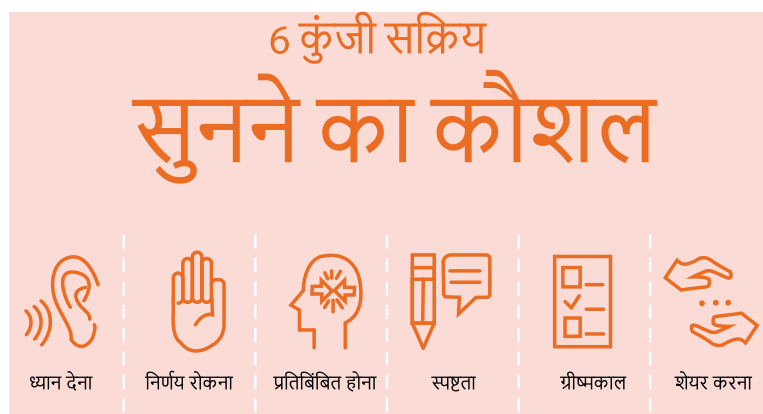 6 कुंजी सक्रिय
सुनने का कौशल
ध्यान देना
निर्णय रोकना
प्रतिबिंबित होना
स्पष्टता
ग्रीष्मकाल
शेयर करना